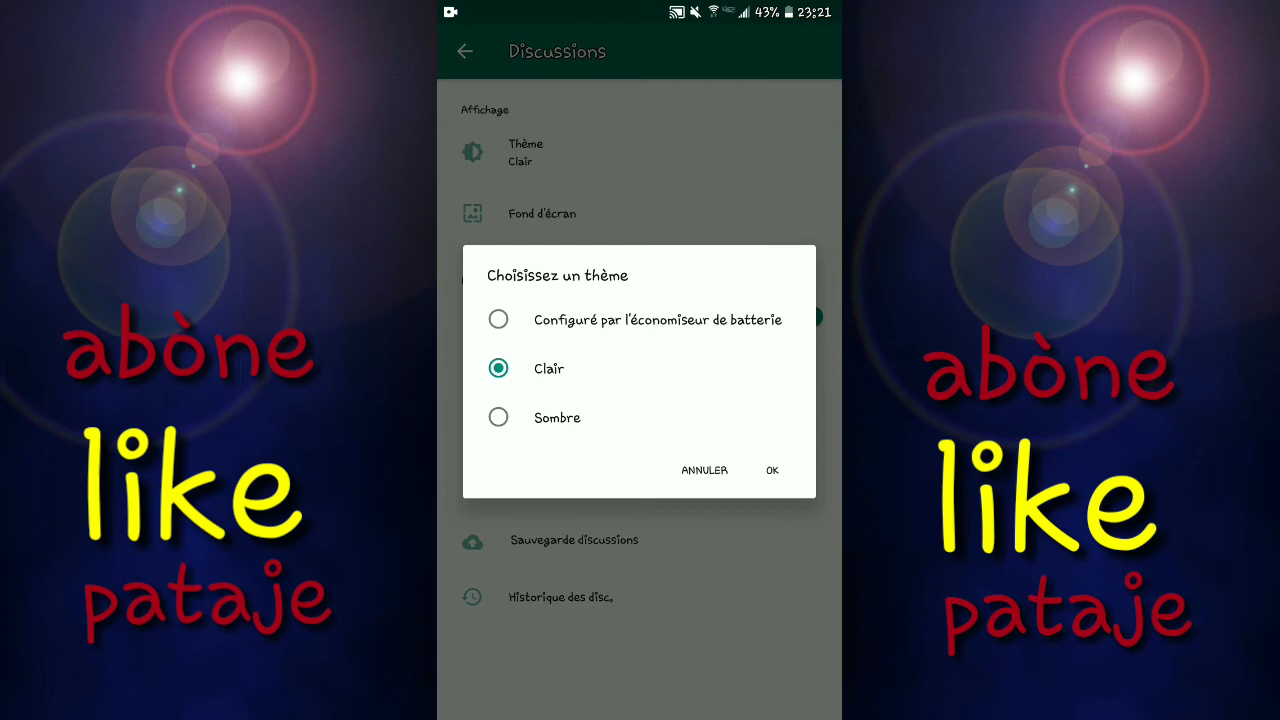 43% 23:21
Discussions
Affichage
Thème
Clair
Fond d'écran
Choisissez un thème
Configuré par l'économiseur de batterie
Clair
Sombre
ANNULER OK
Sauvegarde discussions
Historique des disc.
abòne
like
pataje
abòne
like
pataje